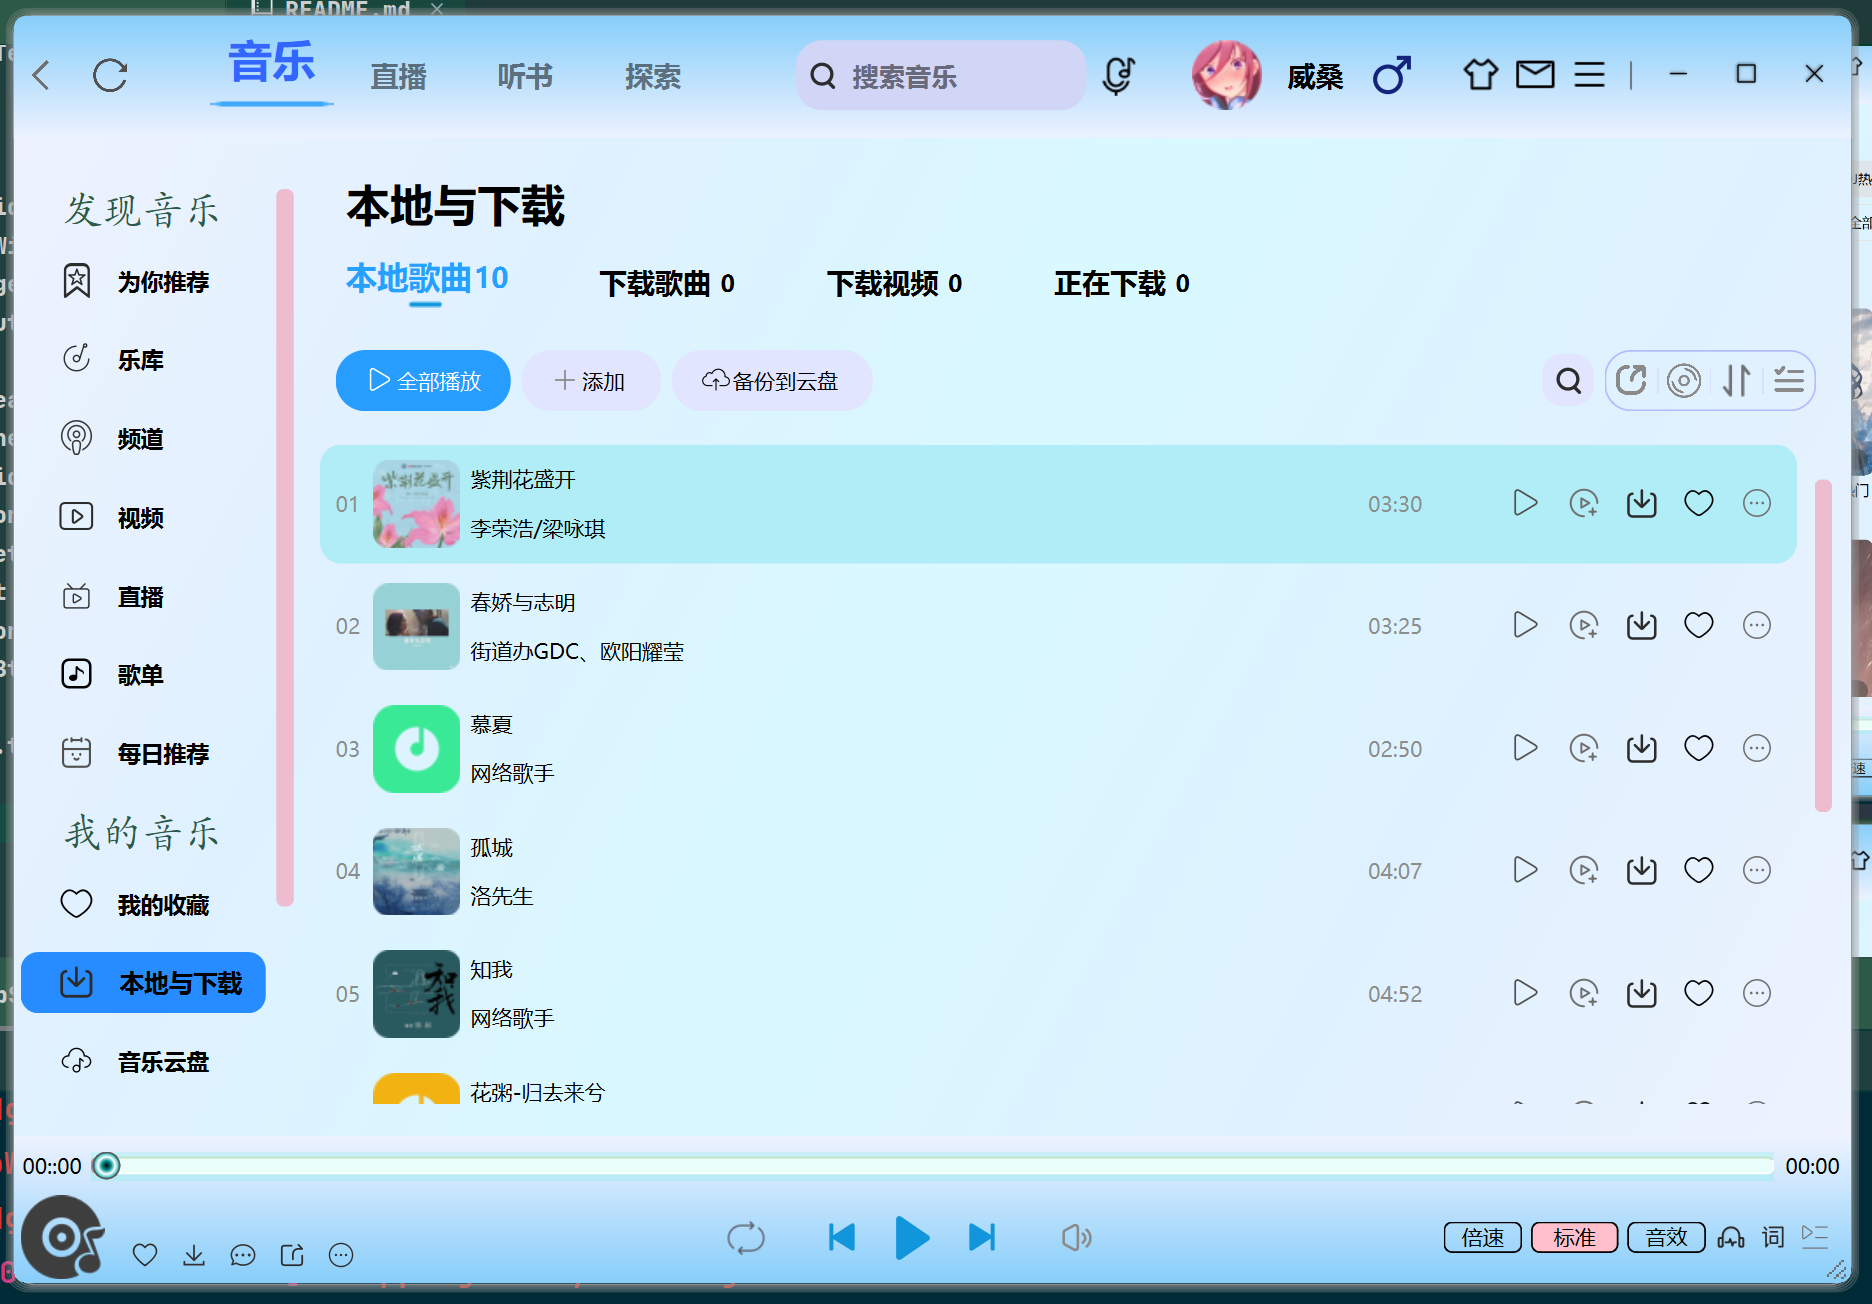 README.md
音乐
直播
听书
探索
搜索音乐
威桑
发现音乐
为你推荐
乐库
频道
视频
直播
歌单
每日推荐
我的音乐
我的收藏
本地与下载
音乐云盘
本地与下载
本地歌曲10
下载歌曲 0
下载视频 0
正在下载 0
全部播放
添加
备份到云盘
01
紫荆花盛开
李荣浩/梁咏琪
03:30
02
春娇与志明
街道办GDC、欧阳耀莹
03:25
03
慕夏
网络歌手
02:50
04
孤城
洛先生
04:07
05
知我
网络歌手
04:52
花粥-归去来兮
00::00
00:00
倍速
标准
音效
词